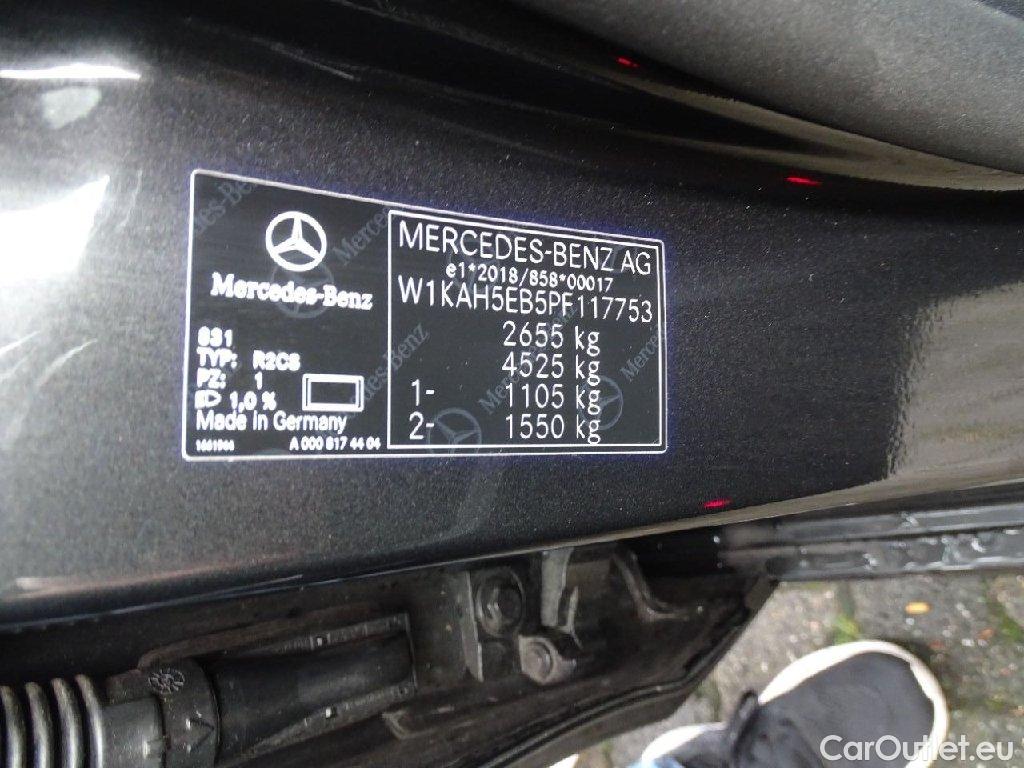 Mercedes-Benz
831
TYP: R2CS
PZ: 1
1,0 %
Made in Germany
A 000 817 44 04
MERCEDES-BENZ AG
e1*2018/858*00017
W1KAH5EB5PF117753
2655 kg
4525 kg
1- 1105 kg
2- 1550 kg
CarOutlet.eu